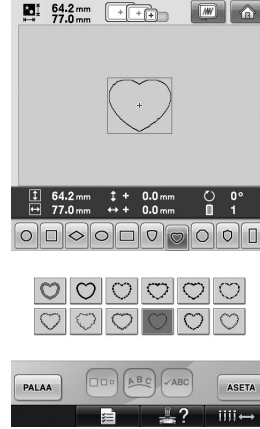 64.2 mm
77.0 mm
64.2 mm + 0.0 mm 0°
77.0 mm + 0.0 mm 1
PALAA ABC ABC ASETA
?